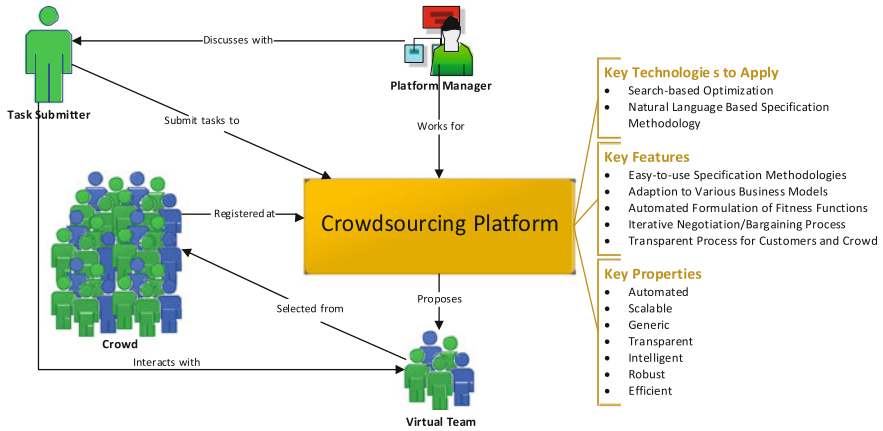 Discusses with
Platform Manager
Task Submitter
Submit tasks to
Works for
Registered at
Crowdsourcing Platform
Selected from
Proposes
Crowd
Interacts with
Virtual Team
Key Technologie s to Apply
• Search-based Optimization
• Natural Language Based Specification
Methodology
Key Features
• Easy-to-use Specification Methodologies
• Adaption to Various Business Models
• Automated Formulation of Fitness Functions
• Iterative Negotiation/Bargaining Process
• Transparent Process for Customers and Crowd
Key Properties
• Automated
• Scalable
• Generic
• Transparent
• Intelligent
• Robust
• Efficient